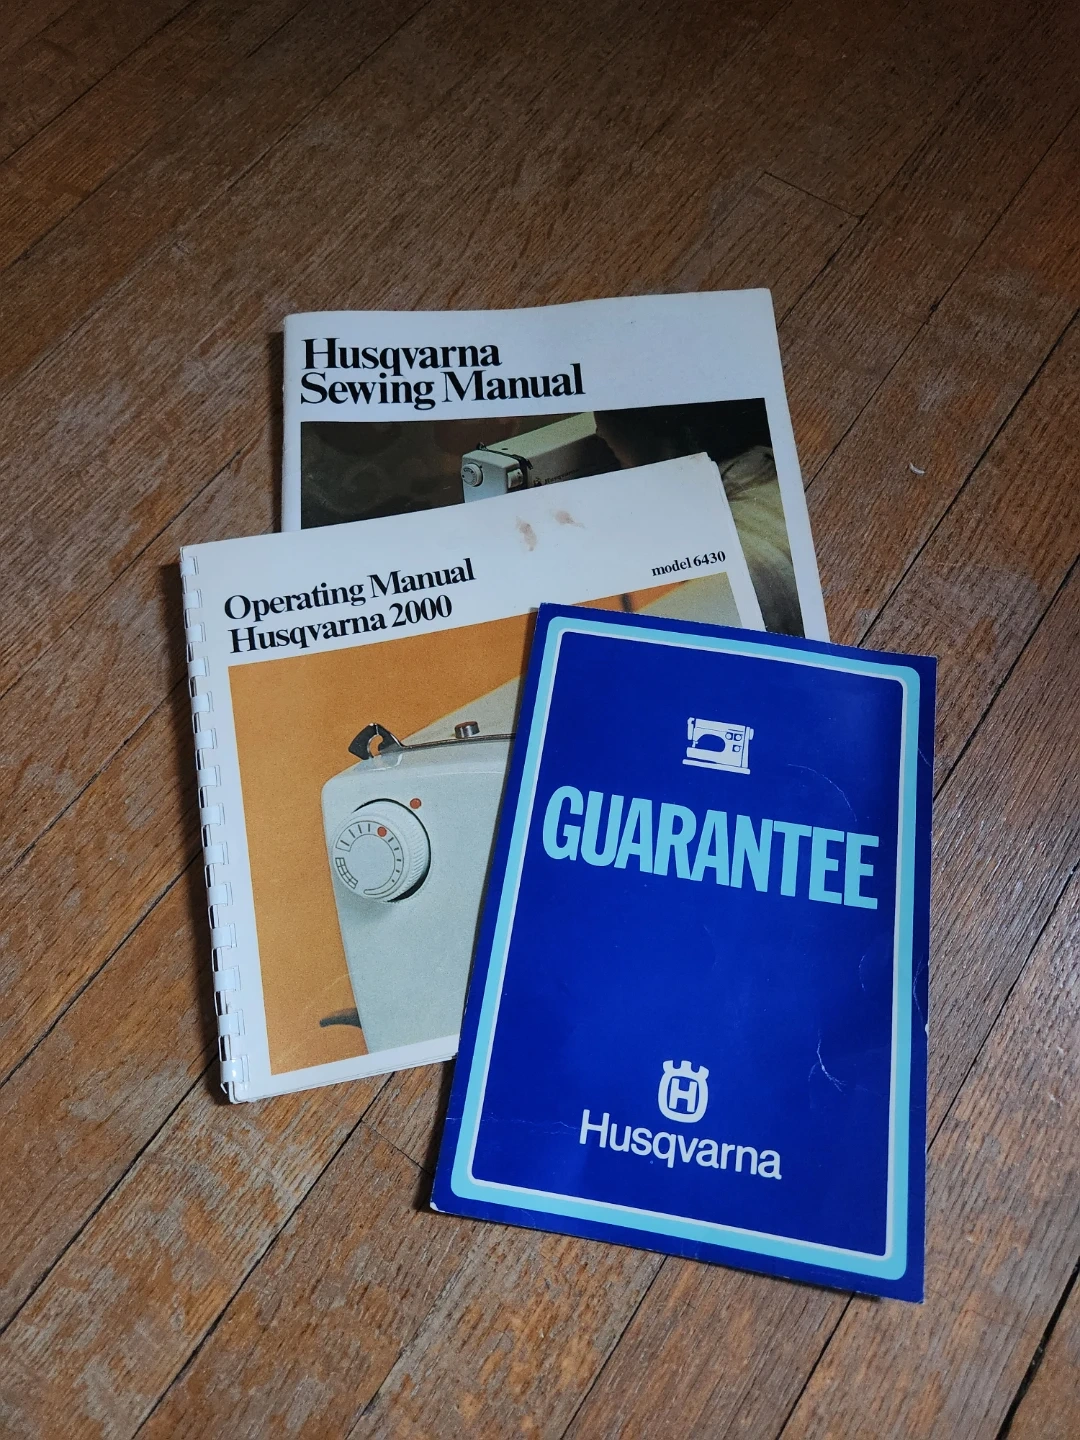 Husqvarna
Sewing Manual
Operating Manual
Husqvarna 2000
model 6430
GUARANTEE
H
Husqvarna